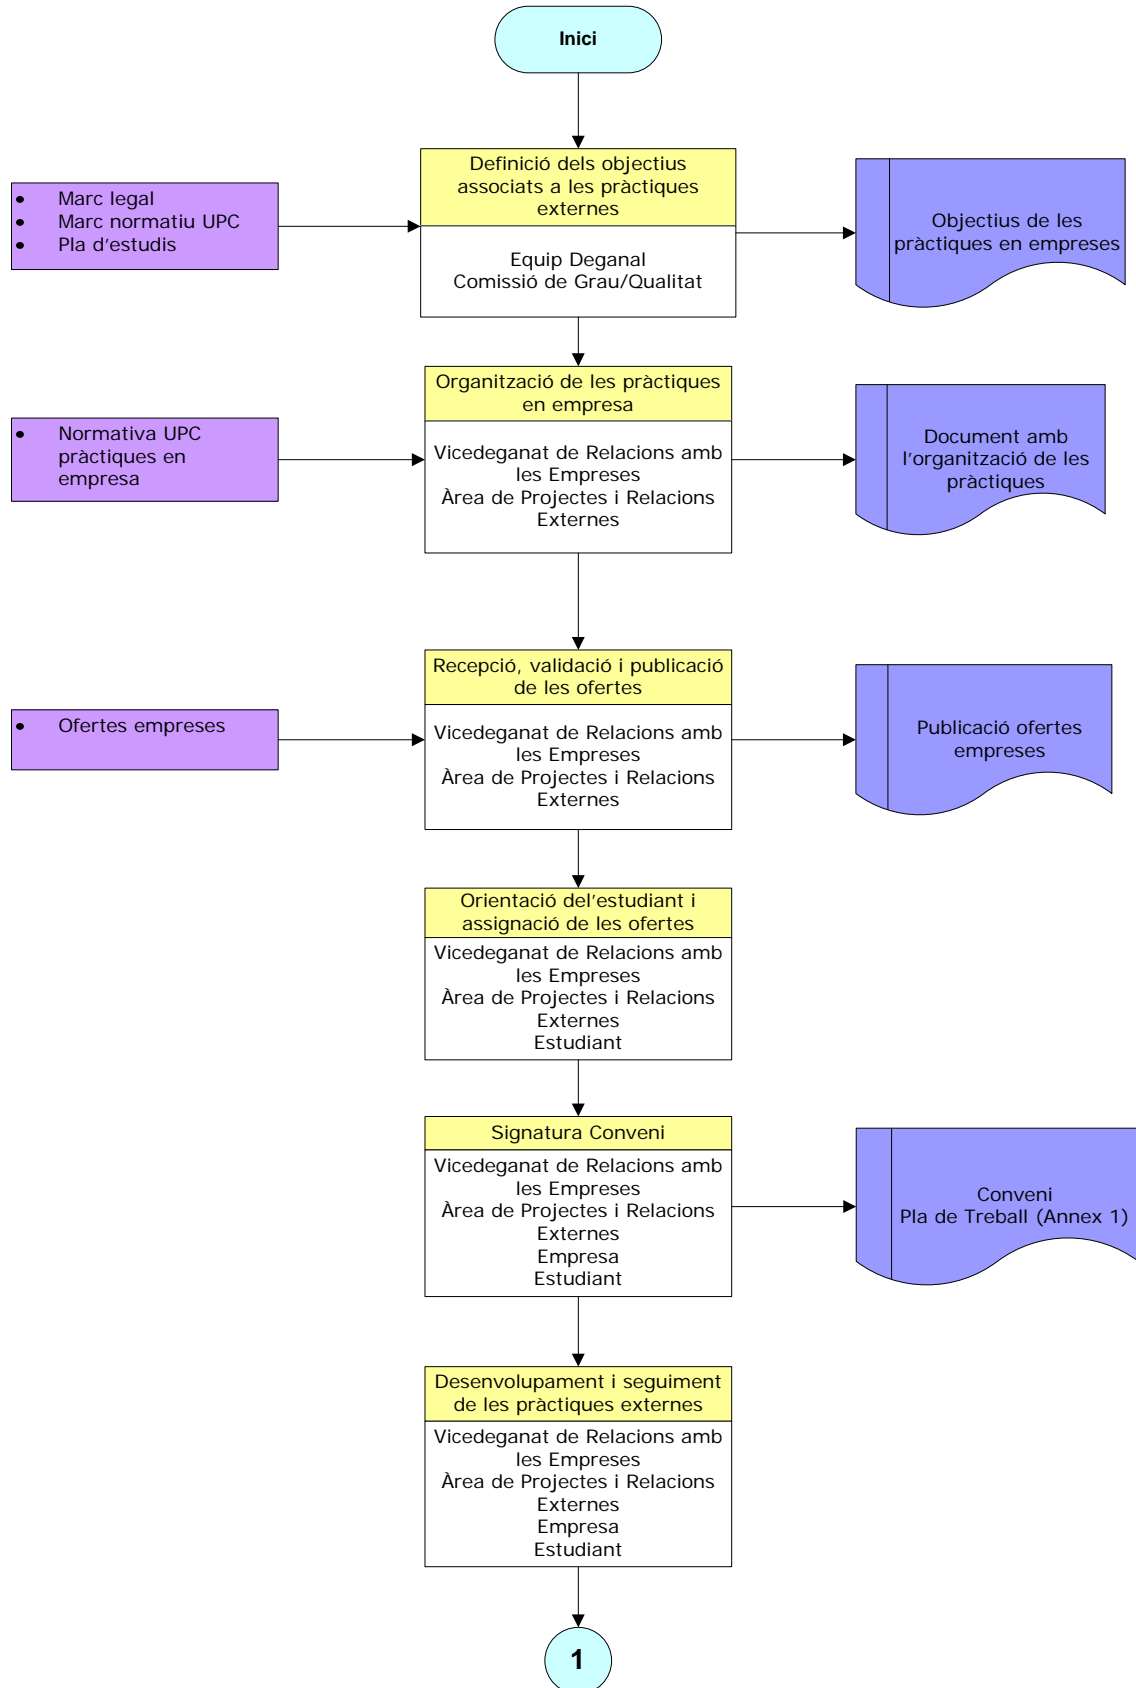 Inici
Definició dels objectius
associats a les pràctiques
externes
Equip Deganal
Comissió de Grau/Qualitat
• Marc legal
• Marc normatiu UPC
• Pla d'estudis
Objectius de les
pràctiques en empreses
Organització de les pràctiques
en empresa
Vicedeganat de Relacions amb
les Empreses
Àrea de Projectes i Relacions
Externes
• Normativa UPC
pràctiques en
empresa
Document amb
l'organització de les
pràctiques
Recepció, validació i publicació
de les ofertes
Vicedeganat de Relacions amb
les Empreses
Àrea de Projectes i Relacions
Externes
• Ofertes empreses
Publicació ofertes
empreses
Orientació del'estudiant i
assignació de les ofertes
Vicedeganat de Relacions amb
les Empreses
Àrea de Projectes i Relacions
Externes
Estudiant
Signatura Conveni
Vicedeganat de Relacions amb
les Empreses
Àrea de Projectes i Relacions
Externes
Empresa
Estudiant
Conveni
Pla de Treball (Annex 1)
Desenvolupament i seguiment
de les pràctiques externes
Vicedeganat de Relacions amb
les Empreses
Àrea de Projectes i Relacions
Externes
Empresa
Estudiant
1